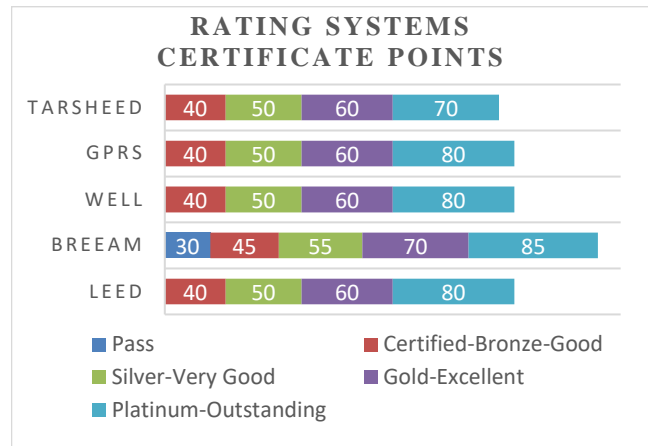 RATING SYSTEMS
CERTIFICATE POINTS
TARSHEED 40 50 60 70
GPRS 40 50 60 80
WELL 40 50 60 80
BREEAM 30 45 55 70 85
LEED 40 50 60 80
Pass Certified-Bronze-Good
Silver-Very Good Gold-Excellent
Platinum-Outstanding